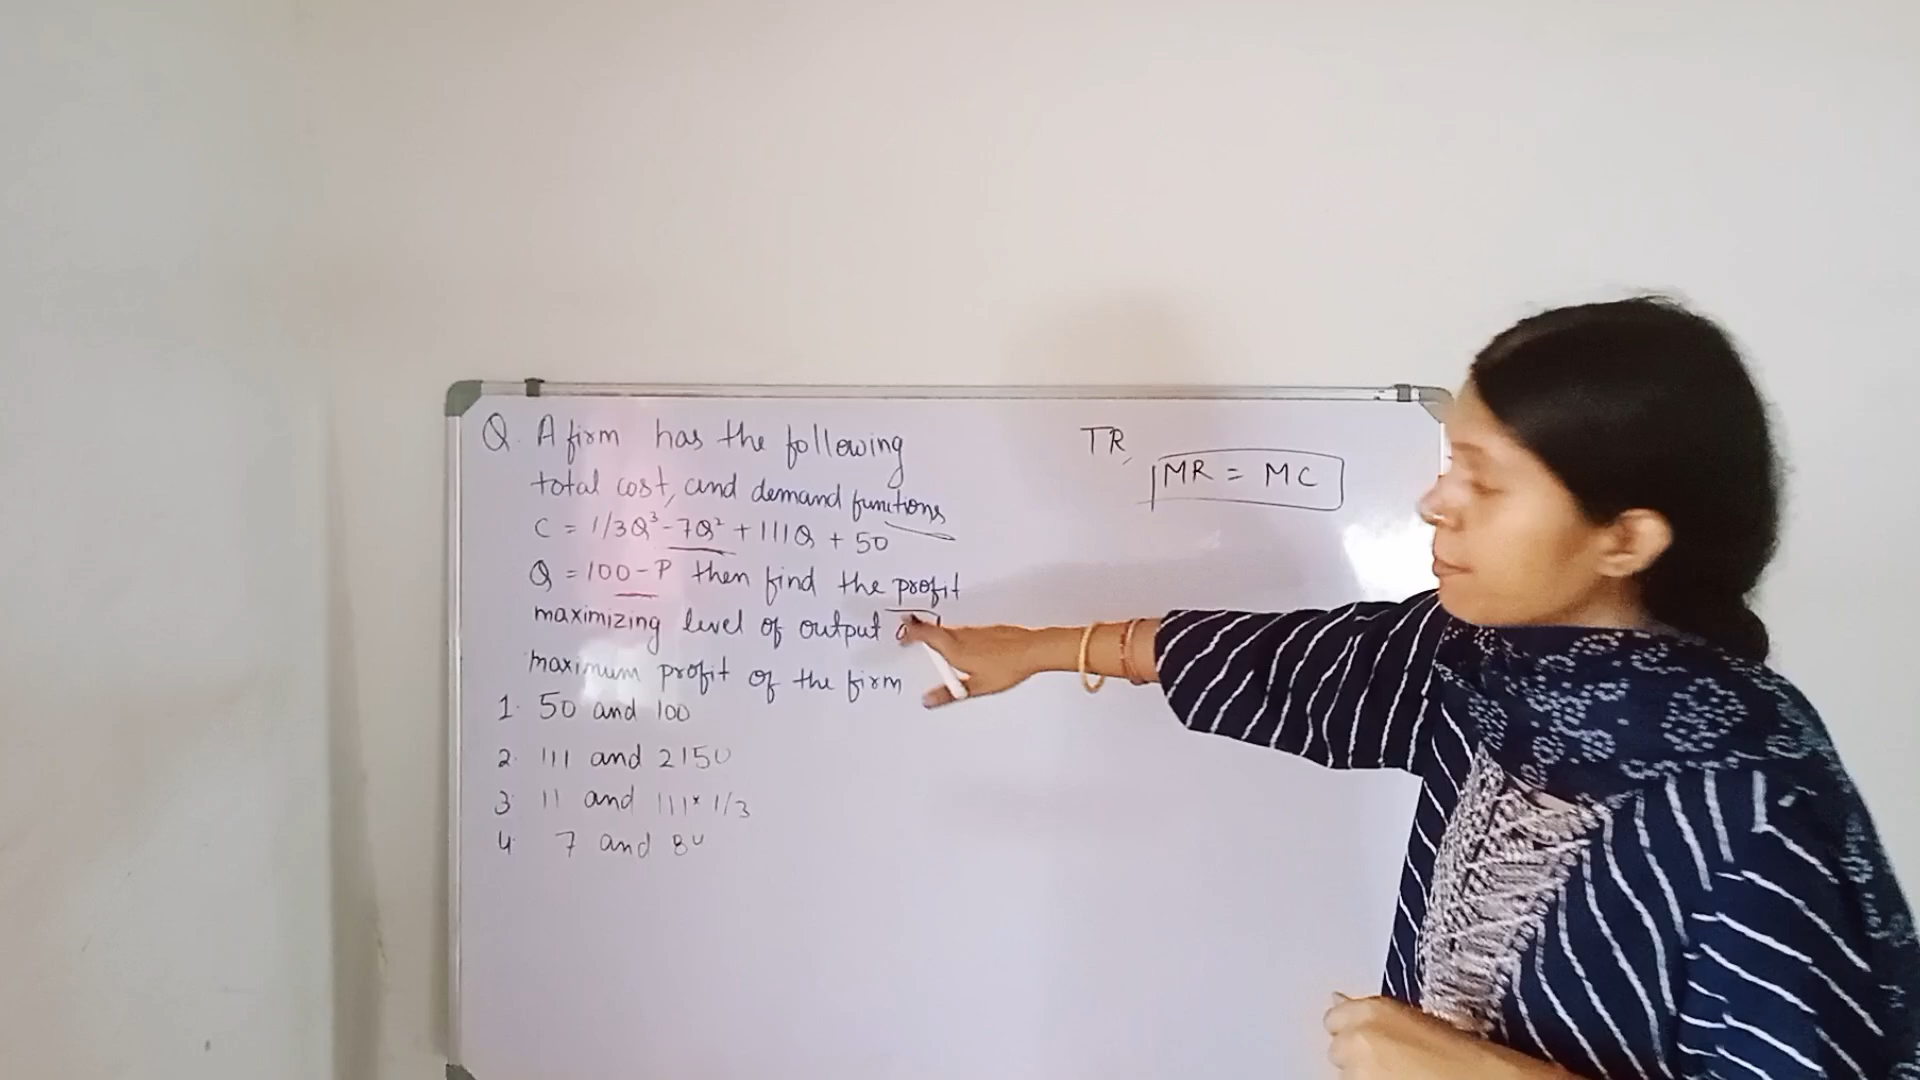 Q. A firm has the following
total cost, and demand functions
C = 1/3Q³ - 7Q² + 111Q + 50
Q = 100 - P then find the profit
maximizing level of output
maximum profit of the firm
1. 50 and 100
2. 111 and 2150
3. 11 and 111 × 1/3
4. 7 and 80
TR,
MR = MC